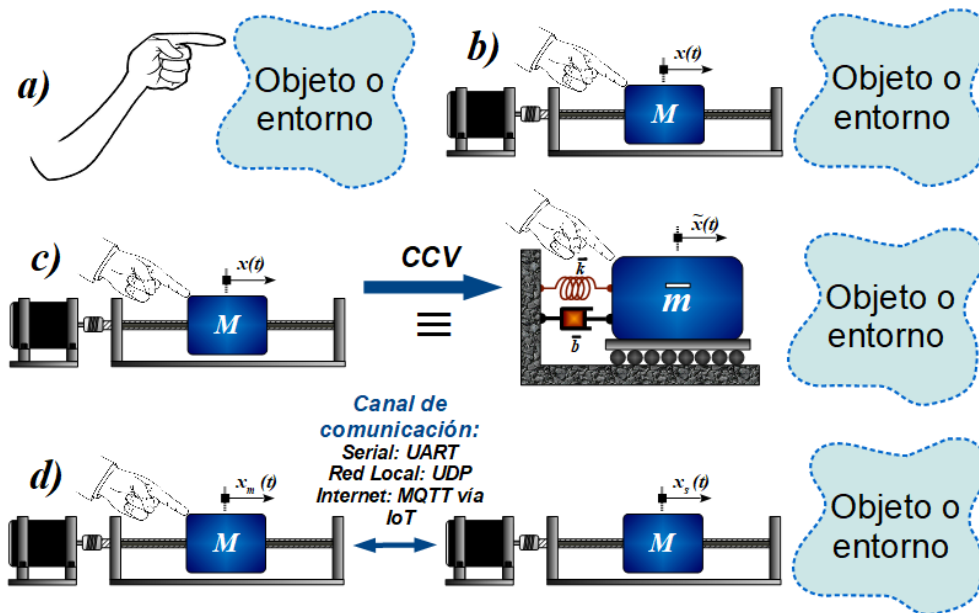 a)
Objeto o
entorno
b)
x(t)
M
Objeto o
entorno
c)
x(t)
M
CCV
≡
x̃(t)
k̄
m̄
b̄
Objeto o
entorno
Canal de
comunicación:
Serial: UART
Red Local: UDP
Internet: MQTT vía
IoT
d)
xₘ(t)
M
xₛ(t)
M
Objeto o
entorno